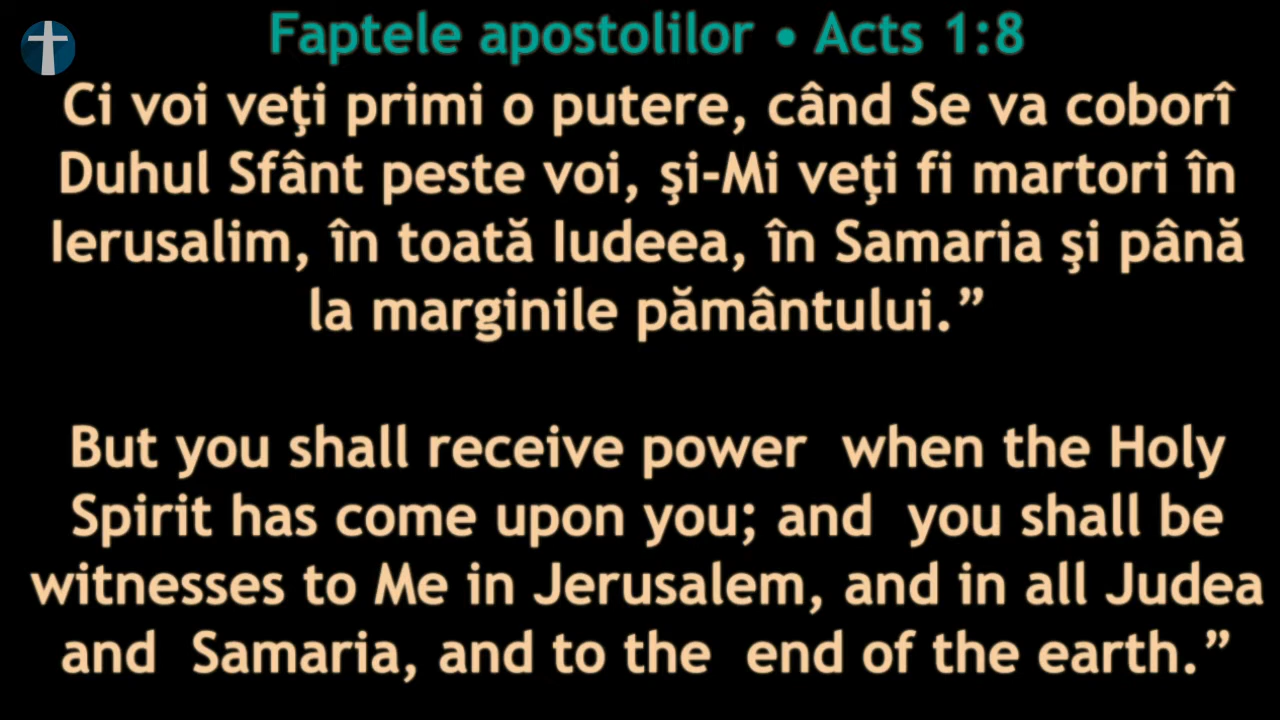 Faptele apostolilor • Acts 1:8
Ci voi veţi primi o putere, când Se va coborî
Duhul Sfânt peste voi, şi-Mi veţi fi martori în
Ierusalim, în toată Iudeea, în Samaria şi până
la marginile pământului.”
But you shall receive power  when the Holy
Spirit has come upon you; and  you shall be
witnesses to Me in Jerusalem, and in all Judea
and  Samaria, and to the  end of the earth.”